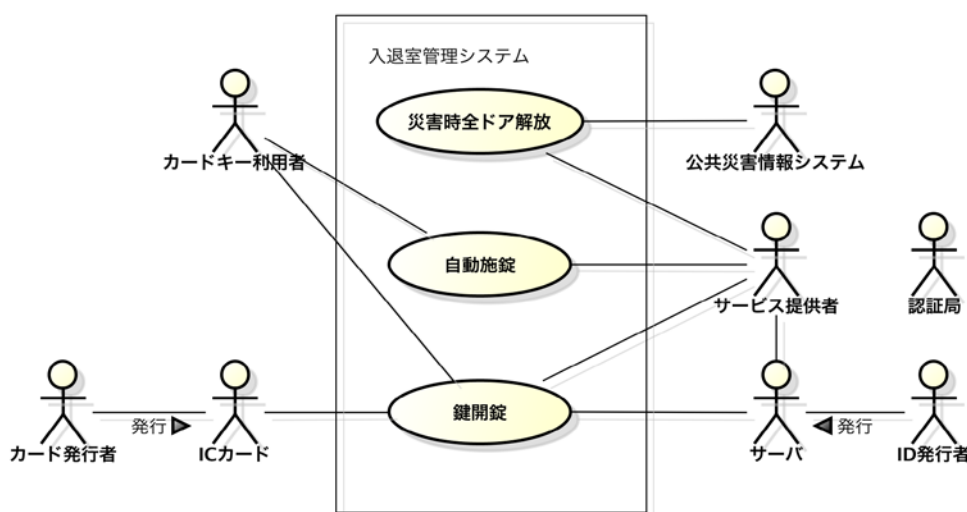 入退室管理システム
災害時全ドア解放
カードキー利用者
公共災害情報システム
自動施錠
サービス提供者
認証局
鍵開錠
発行
発行
カード発行者
ICカード
サーバ
ID発行者